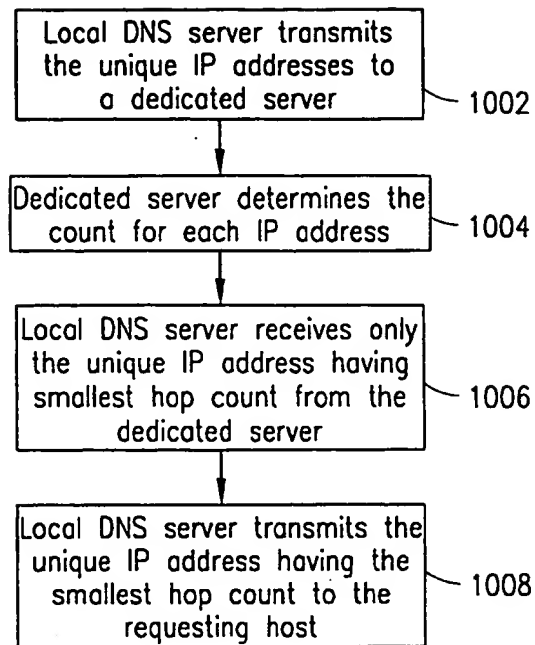 Local DNS server transmits
the unique IP addresses to
a dedicated server
1002
Dedicated server determines the
count for each IP address
1004
Local DNS server receives only
the unique IP address having
smallest hop count from the
dedicated server
1006
Local DNS server transmits the
unique IP address having the
smallest hop count to the
requesting host
1008